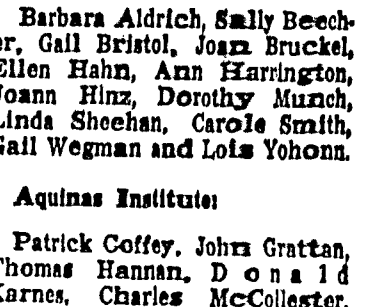 Barbara Aldrich, Sally Beech-
er, Gail Bristol, Joan Bruckel,
Ellen Hahn, Ann Harrington,
Joann Hinz, Dorothy Munch,
Linda Sheehan, Carole Smith,
Gail Wegman and Lois Yohonn.
Aquinas Institute:
Patrick Coffey, John Grattan,
Thomas Hannan, Donald
Karnes, Charles McCollester,